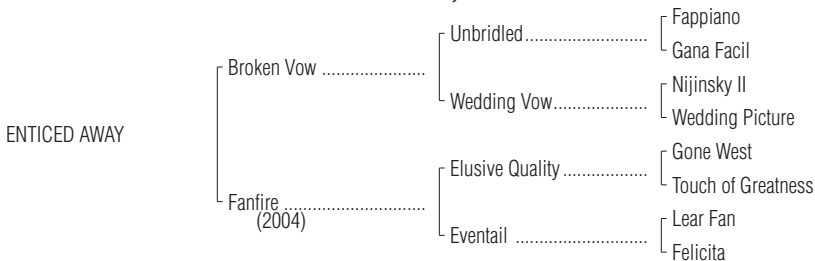 Fappiano
Unbridled..........................
Gana Facil
Broken Vow ......................
Nijinsky II
Wedding Vow....................
Wedding Picture
ENTICED AWAY
Gone West
Elusive Quality ..................
Touch of Greatness
Fanfire ..............................
(2004)
Lear Fan
Eventail ............................
Felicita